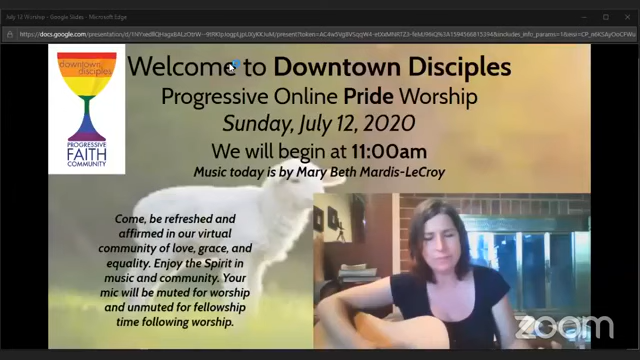 July 12 Worship - Google Slides - Microsoft Edge
Welcome to Downtown Disciples
Progressive Online Pride Worship
Sunday, July 12, 2020
We will begin at 11:00am
Music today is by Mary Beth Mardis-LeCroy
downtown
disciples
PROGRESSIVE
FAITH
COMMUNITY
Come, be refreshed and
affirmed in our virtual
community of love, grace, and
equality. Enjoy the Spirit in
music and community. Your
mic will be muted for worship
and unmuted for fellowship
time following worship.
zoom